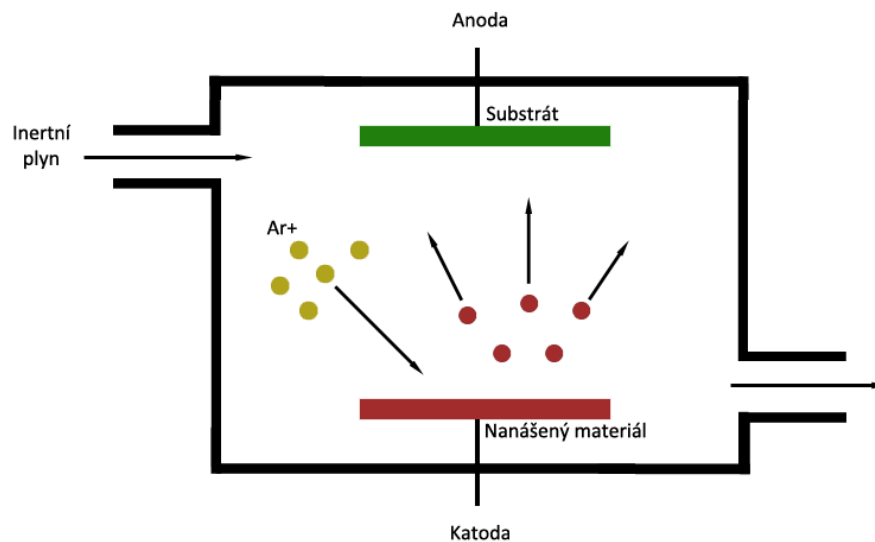 Anoda
Substrát
Inertní
plyn
Ar+
Nanášený materiál
Katoda